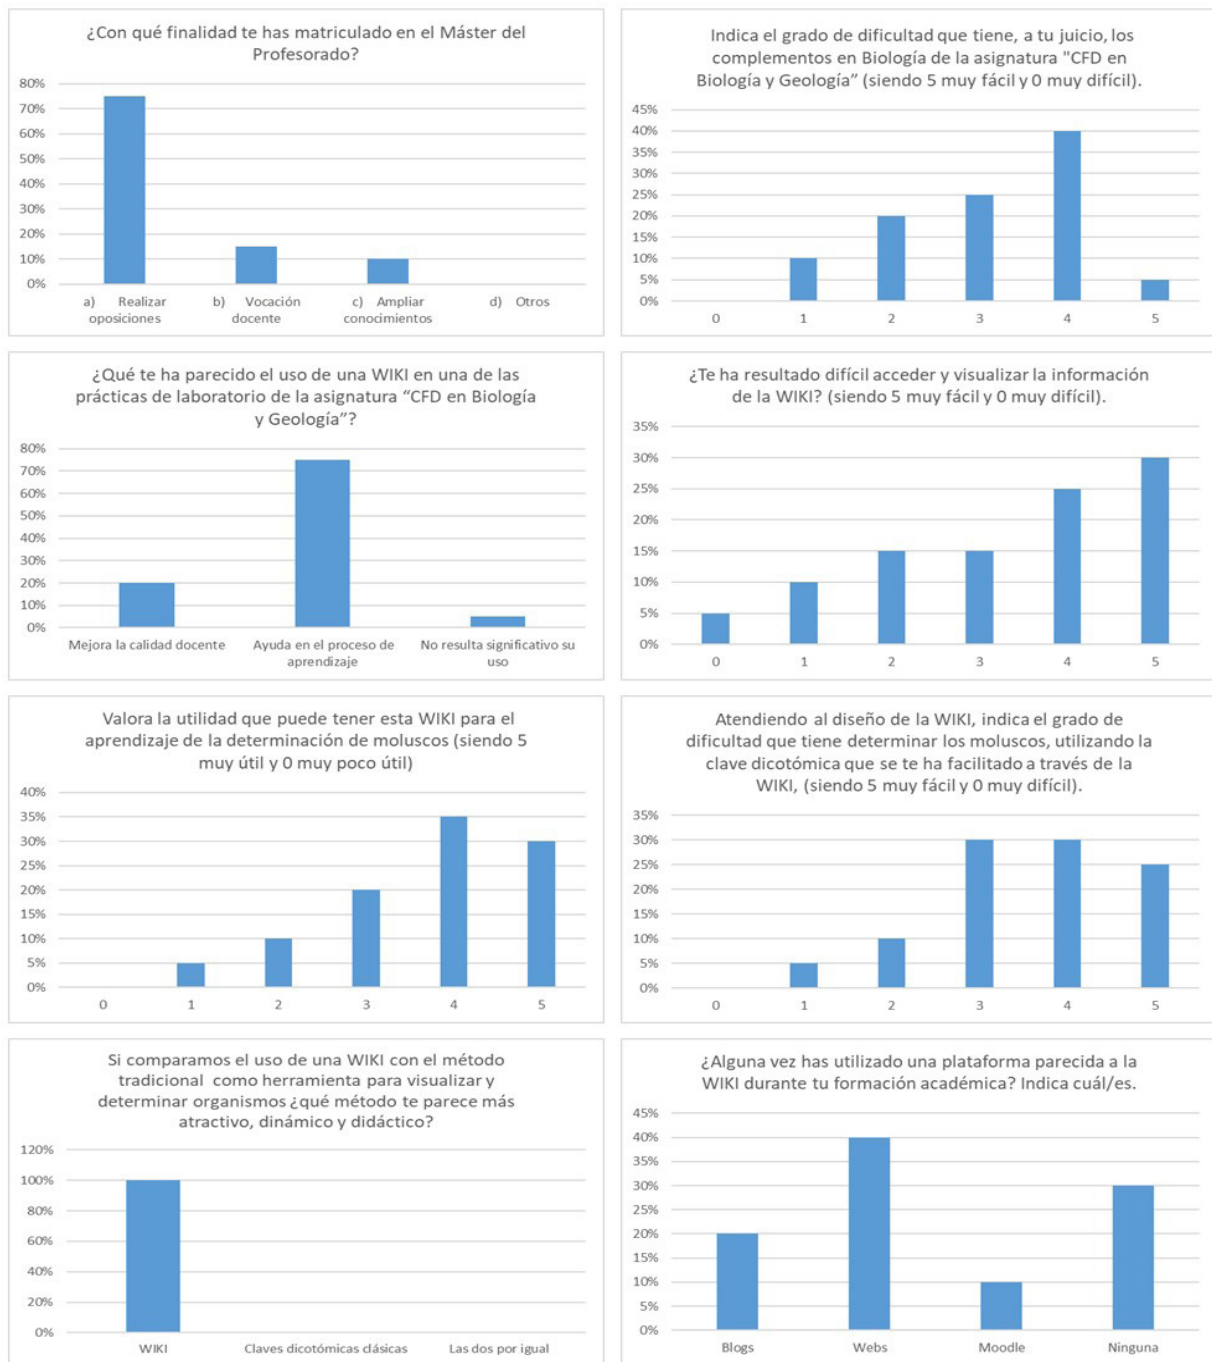 ¿Con qué finalidad te has matriculado en el Máster del
Profesorado?
80%
70%
60%
50%
40%
30%
20%
10%
0%
a) Realizar
oposiciones
b) Vocación
docente
c) Ampliar
conocimientos
d) Otros
Indica el grado de dificultad que tiene, a tu juicio, los
complementos en Biología de la asignatura "CFD en
Biología y Geología” (siendo 5 muy fácil y 0 muy difícil).
45%
40%
35%
30%
25%
20%
15%
10%
5%
0%
0 1 2 3 4 5
¿Qué te ha parecido el uso de una WIKI en una de las
prácticas de laboratorio de la asignatura “CFD en Biología
y Geología”?
80%
70%
60%
50%
40%
30%
20%
10%
0%
Mejora la calidad docente
Ayuda en el proceso de
aprendizaje
No resulta significativo su
uso
¿Te ha resultado difícil acceder y visualizar la información
de la WIKI? (siendo 5 muy fácil y 0 muy difícil).
35%
30%
25%
20%
15%
10%
5%
0%
0 1 2 3 4 5
Valora la utilidad que puede tener esta WIKI para el
aprendizaje de la determinación de moluscos (siendo 5
muy útil y 0 muy poco útil)
40%
35%
30%
25%
20%
15%
10%
5%
0%
0 1 2 3 4 5
Atendiendo al diseño de la WIKI, indica el grado de
dificultad que tiene determinar los moluscos, utilizando la
clave dicotómica que se te ha facilitado a través de la
WIKI, (siendo 5 muy fácil y 0 muy difícil).
35%
30%
25%
20%
15%
10%
5%
0%
0 1 2 3 4 5
Si comparamos el uso de una WIKI con el método
tradicional como herramienta para visualizar y
determinar organismos ¿qué método te parece más
atractivo, dinámico y didáctico?
120%
100%
80%
60%
40%
20%
0%
WIKI Claves dicotómicas clásicas Las dos por igual
¿Alguna vez has utilizado una plataforma parecida a la
WIKI durante tu formación académica? Indica cuál/es.
45%
40%
35%
30%
25%
20%
15%
10%
5%
0%
Blogs Webs Moodle Ninguna